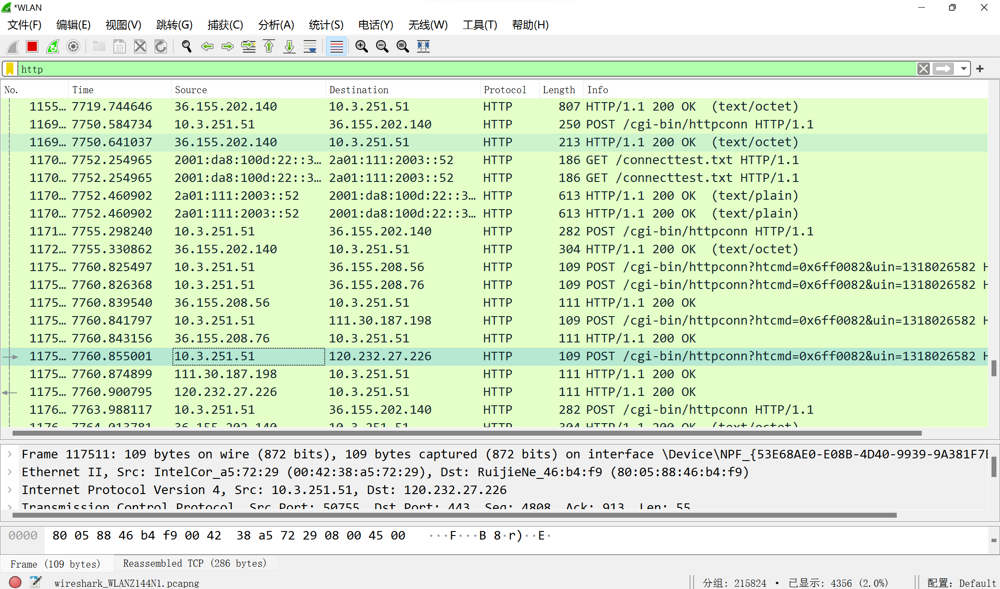 *WLAN
文件(F) 编辑(E) 视图(V) 跳转(G) 捕获(C) 分析(A) 统计(S) 电话(Y) 无线(W) 工具(T) 帮助(H)
http
No. Time Source Destination Protocol Length Info
1155… 7719.744646 36.155.202.140 10.3.251.51 HTTP 807 HTTP/1.1 200 OK (text/octet)
1169… 7750.584734 10.3.251.51 36.155.202.140 HTTP 250 POST /cgi-bin/httpconn HTTP/1.1
1169… 7750.641037 36.155.202.140 10.3.251.51 HTTP 213 HTTP/1.1 200 OK (text/octet)
1170… 7752.254965 2001:da8:100d:22::3… 2a01:111:2003::52 HTTP 186 GET /connecttest.txt HTTP/1.1
1170… 7752.254965 2001:da8:100d:22::3… 2a01:111:2003::52 HTTP 186 GET /connecttest.txt HTTP/1.1
1170… 7752.460902 2a01:111:2003::52 2001:da8:100d:22::3… HTTP 613 HTTP/1.1 200 OK (text/plain)
1170… 7752.460902 2a01:111:2003::52 2001:da8:100d:22::3… HTTP 613 HTTP/1.1 200 OK (text/plain)
1171… 7755.298240 10.3.251.51 36.155.202.140 HTTP 282 POST /cgi-bin/httpconn HTTP/1.1
1172… 7755.330862 36.155.202.140 10.3.251.51 HTTP 304 HTTP/1.1 200 OK (text/octet)
1175… 7760.825497 10.3.251.51 36.155.208.56 HTTP 109 POST /cgi-bin/httpconn?htcmd=0x6ff0082&uin=1318026582 H
1175… 7760.826368 10.3.251.51 36.155.208.76 HTTP 109 POST /cgi-bin/httpconn?htcmd=0x6ff0082&uin=1318026582 H
1175… 7760.839540 36.155.208.56 10.3.251.51 HTTP 111 HTTP/1.1 200 OK
1175… 7760.841797 10.3.251.51 111.30.187.198 HTTP 109 POST /cgi-bin/httpconn?htcmd=0x6ff0082&uin=1318026582 H
1175… 7760.843156 36.155.208.76 10.3.251.51 HTTP 111 HTTP/1.1 200 OK
1175… 7760.855001 10.3.251.51 120.232.27.226 HTTP 109 POST /cgi-bin/httpconn?htcmd=0x6ff0082&uin=1318026582 H
1175… 7760.874899 111.30.187.198 10.3.251.51 HTTP 111 HTTP/1.1 200 OK
1175… 7760.900795 120.232.27.226 10.3.251.51 HTTP 111 HTTP/1.1 200 OK
1176… 7763.988117 10.3.251.51 36.155.202.140 HTTP 282 POST /cgi-bin/httpconn HTTP/1.1
1176… 7764.013781 36.155.202.140 10.3.251.51 HTTP 304 HTTP/1.1 200 OK (text/octet)
Frame 117511: 109 bytes on wire (872 bits), 109 bytes captured (872 bits) on interface \Device\NPF_{53E68AE0-E08B-4D40-9939-9A381F7
Ethernet II, Src: IntelCor_a5:72:29 (00:42:38:a5:72:29), Dst: RuijieNe_46:b4:f9 (80:05:88:46:b4:f9)
Internet Protocol Version 4, Src: 10.3.251.51, Dst: 120.232.27.226
Transmission Control Protocol, Src Port: 50755, Dst Port: 443, Seq: 4808, Ack: 913, Len: 55
0000 80 05 88 46 b4 f9 00 42 38 a5 72 29 08 00 45 00 ···F···B 8·r)··E·
Frame (109 bytes) Reassembled TCP (286 bytes)
wireshark_WLANZ144N1.pcapng 分组: 215824 · 已显示: 4356 (2.0%) 配置: Default